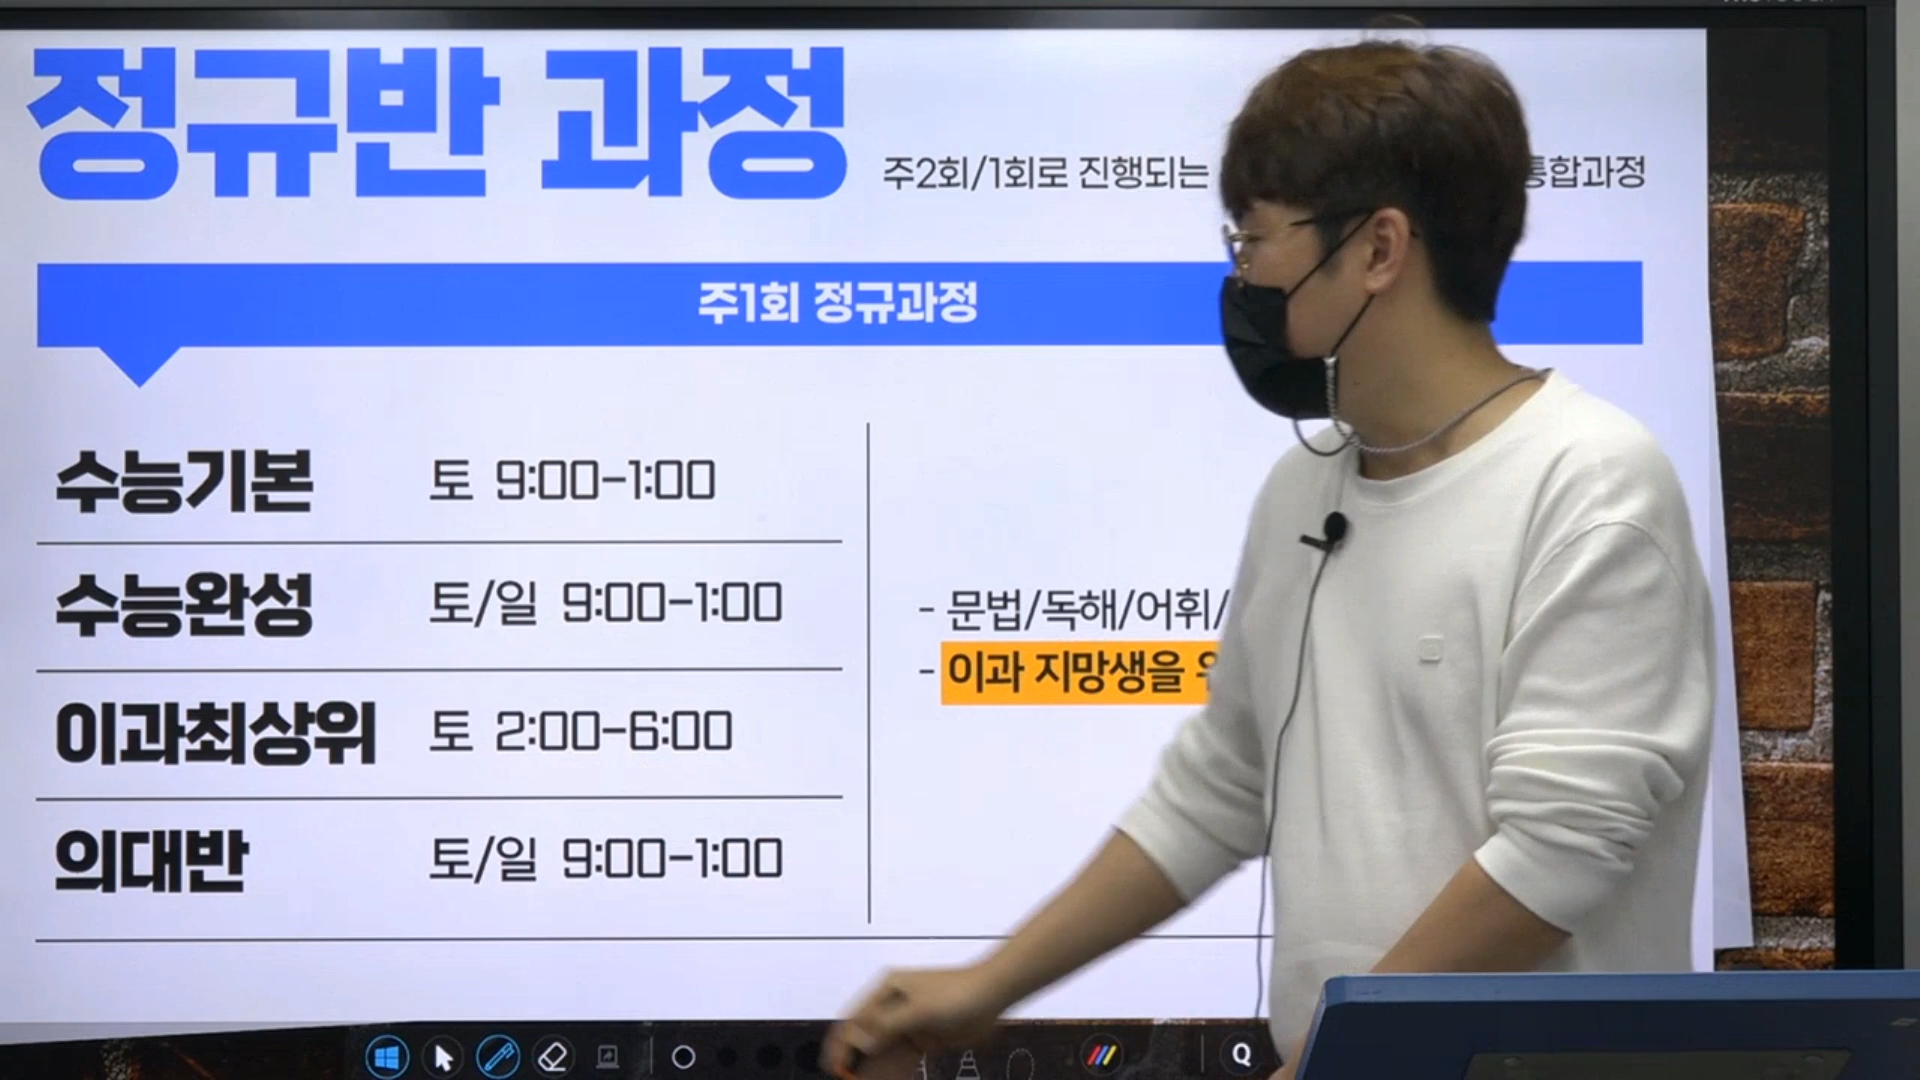 정규반 과정
주2회/1회로 진행되는 통합과정
주1회 정규과정
수능기본 토 9:00-1:00
수능완성 토/일 9:00-1:00
- 문법/독해/어휘/
- 이과 지망생을
이과최상위 토 2:00-6:00
의대반 토/일 9:00-1:00
Q